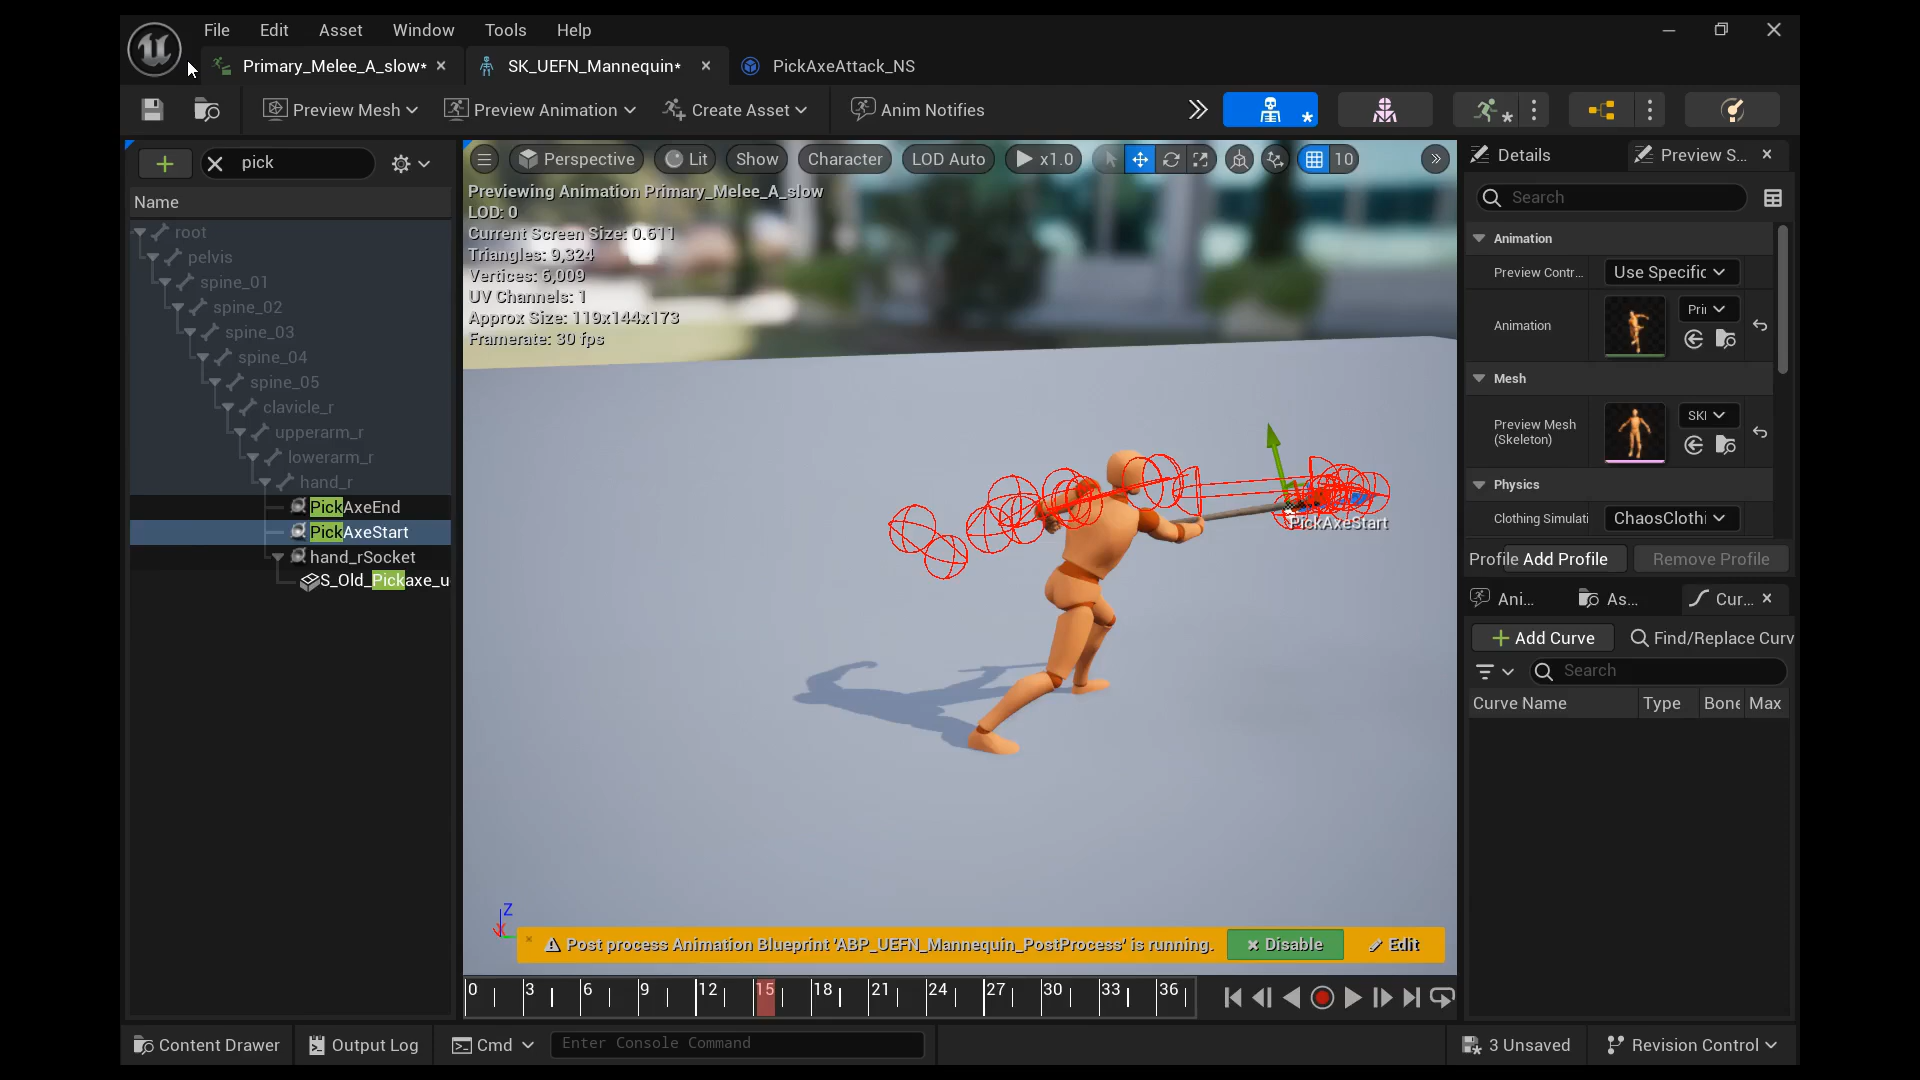 File Edit Asset Window Tools Help
Primary_Melee_A_slow* SK_UEFN_Mannequin* PickAxeAttack_NS
Preview Mesh Preview Animation Create Asset Anim Notifies
pick
Name
root
pelvis
spine_01
spine_02
spine_03
spine_04
spine_05
clavicle_r
upperarm_r
lowerarm_r
hand_r
PickAxeEnd
PickAxeStart
hand_rSocket
S_Old_Pickaxe_u
Perspective Lit Show Character LOD Auto x1.0 10
Previewing Animation Primary_Melee_A_slow
LOD: 0
Current Screen Size: 0.611
Triangles: 9,324
Vertices: 6,009
UV Channels: 1
Approx Size: 119x144x173
Framerate: 30 fps
PickAxeStart
Z
X
Post process Animation Blueprint 'ABP_UEFN_Mannequin_PostProcess' is running. Disable Edit
0 3 6 9 12 15 18 21 24 27 30 33 36
Details Preview S...
Search
Animation
Preview Contr... Use Specific
Animation Pri
Mesh
Preview Mesh (Skeleton) SKI
Physics
Clothing Simulati ChaosClothi
Profile Add Profile Remove Profile
Ani... As... Cur...
Add Curve Find/Replace Curv
Search
Curve Name Type Bone Max
Content Drawer Output Log Cmd Enter Console Command 3 Unsaved Revision Control